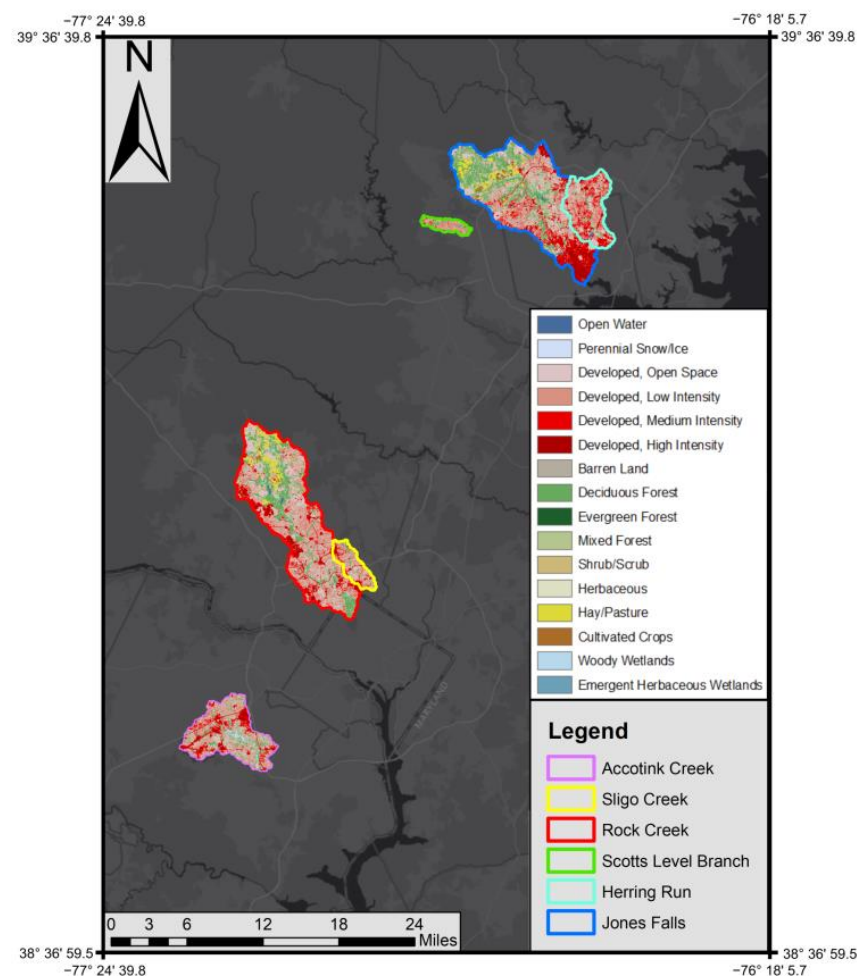 −77° 24' 39.8
−76° 18' 5.7
39° 36' 39.8
39° 36' 39.8
N
Open Water
Perennial Snow/Ice
Developed, Open Space
Developed, Low Intensity
Developed, Medium Intensity
Developed, High Intensity
Barren Land
Deciduous Forest
Evergreen Forest
Mixed Forest
Shrub/Scrub
Herbaceous
Hay/Pasture
Cultivated Crops
Woody Wetlands
Emergent Herbaceous Wetlands
MARYLAND
Legend
Accotink Creek
Sligo Creek
Rock Creek
Scotts Level Branch
Herring Run
Jones Falls
0 3 6 12 18 24
Miles
38° 36' 59.5
38° 36' 59.5
−77° 24' 39.8
−76° 18' 5.7